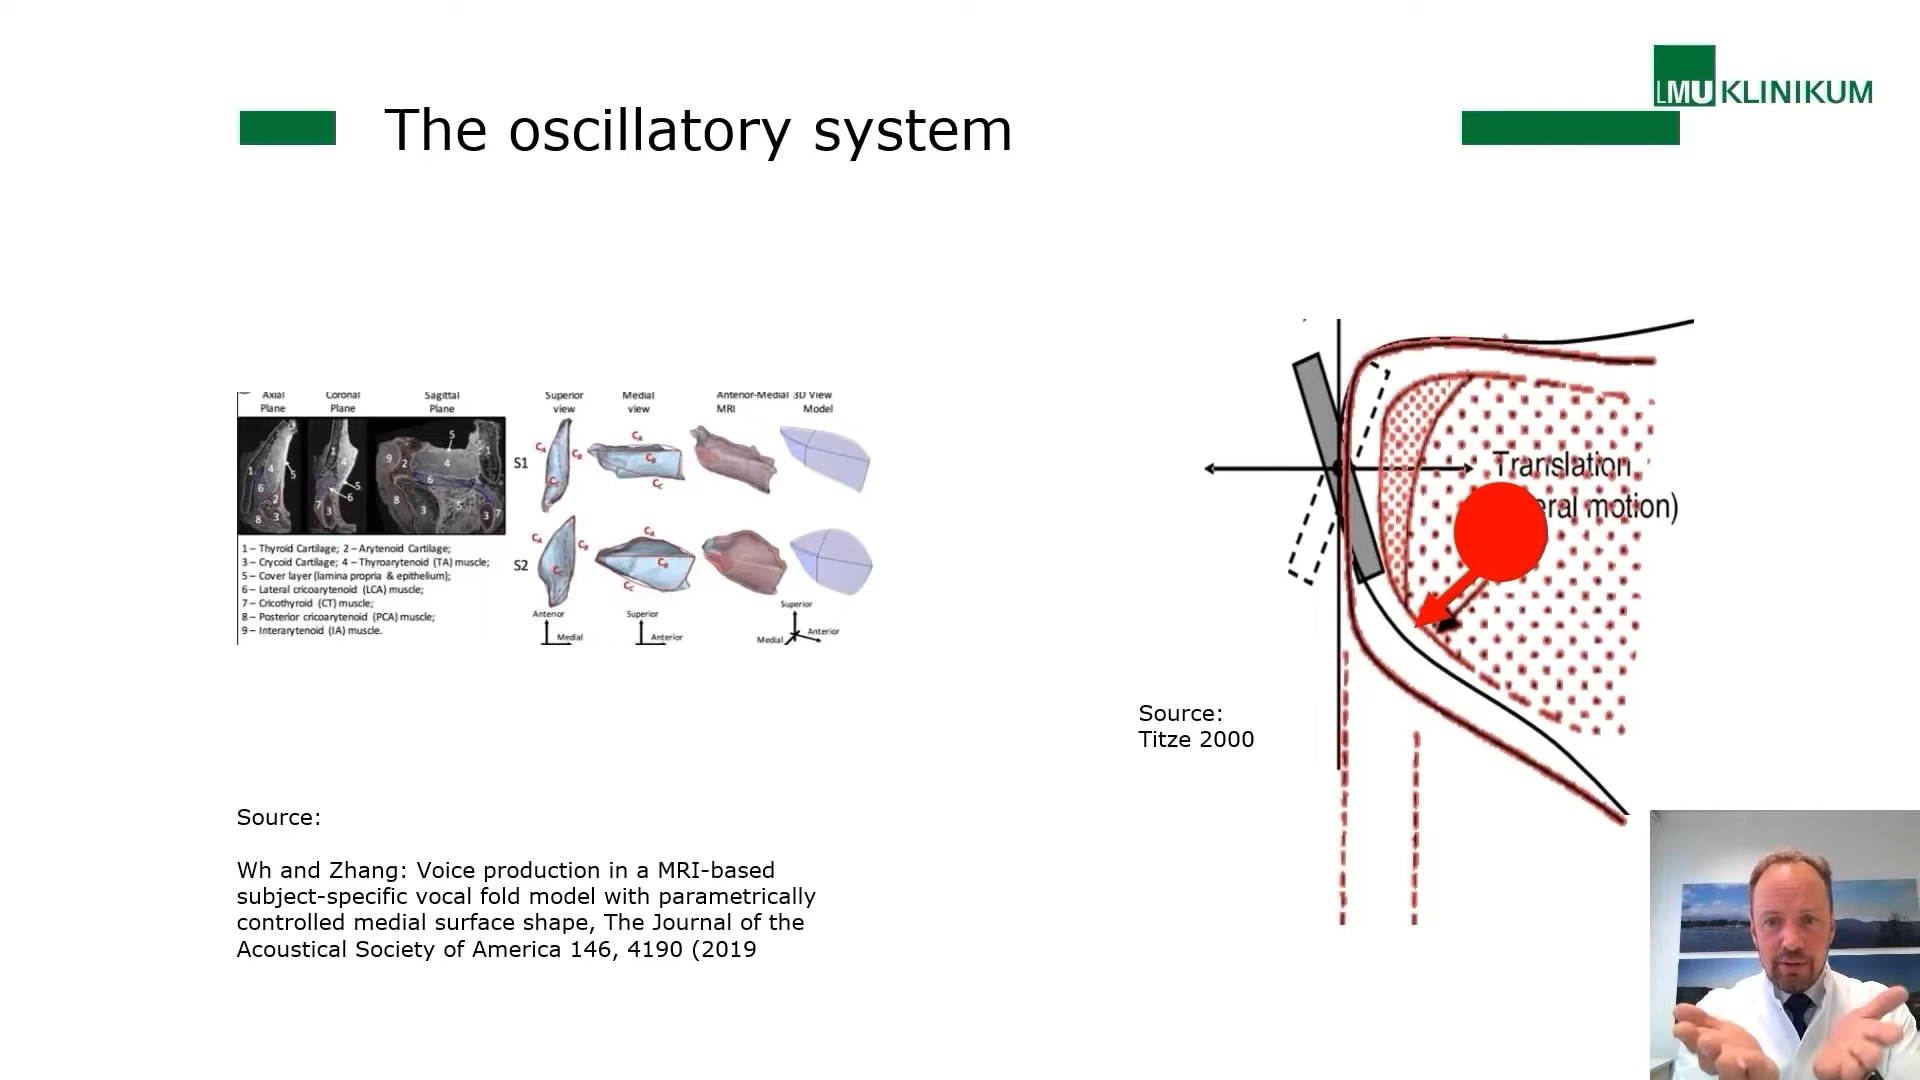 LMU KLINIKUM
The oscillatory system
Axial Plane
Coronal Plane
Sagittal Plane
Superior view
Medial view
Anterior-Medial 3D View
MRI
Model
S1
S2
1 – Thyroid Cartilage; 2 – Arytenoid Cartilage;
3 – Crycoid Cartilage; 4 – Thyroarytenoid (TA) muscle;
5 – Cover layer (lamina propria & epithelium);
6 – Lateral cricoarytenoid (LCA) muscle;
7 – Cricothyroid (CT) muscle;
8 – Posterior cricoarytenoid (PCA) muscle;
9 – Interarytenoid (IA) muscle.
Anterior
Medial
Superior
Anterior
Superior
Medial
Anterior
Translation
eral motion)
Source:
Titze 2000
Source:
Wh and Zhang: Voice production in a MRI-based
subject-specific vocal fold model with parametrically
controlled medial surface shape, The Journal of the
Acoustical Society of America 146, 4190 (2019